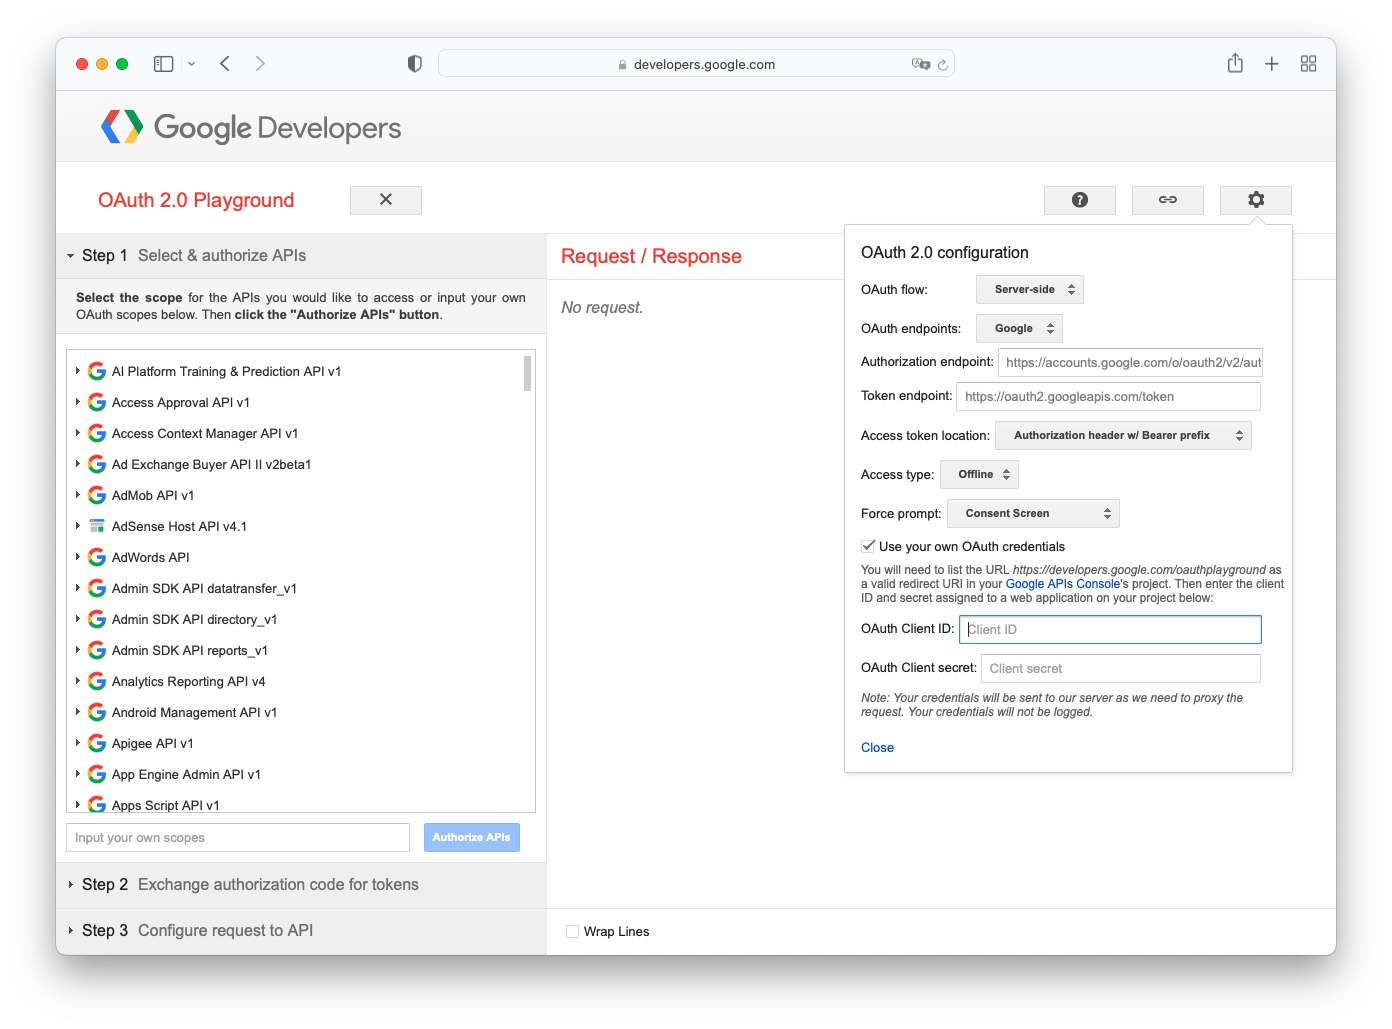 developers.google.com
Google Developers
OAuth 2.0 Playground
Step 1 Select & authorize APIs
Select the scope for the APIs you would like to access or input your own
OAuth scopes below. Then click the "Authorize APIs" button.
AI Platform Training & Prediction API v1
Access Approval API v1
Access Context Manager API v1
Ad Exchange Buyer API II v2beta1
AdMob API v1
AdSense Host API v4.1
AdWords API
Admin SDK API datatransfer_v1
Admin SDK API directory_v1
Admin SDK API reports_v1
Analytics Reporting API v4
Android Management API v1
Apigee API v1
App Engine Admin API v1
Apps Script API v1
Input your own scopes
Authorize APIs
Step 2 Exchange authorization code for tokens
Step 3 Configure request to API
Request / Response
No request.
Wrap Lines
OAuth 2.0 configuration
OAuth flow: Server-side
OAuth endpoints: Google
Authorization endpoint: https://accounts.google.com/o/oauth2/v2/aut
Token endpoint: https://oauth2.googleapis.com/token
Access token location: Authorization header w/ Bearer prefix
Access type: Offline
Force prompt: Consent Screen
Use your own OAuth credentials
You will need to list the URL https://developers.google.com/oauthplayground as
a valid redirect URI in your Google APIs Console's project. Then enter the client
ID and secret assigned to a web application on your project below:
OAuth Client ID: Client ID
OAuth Client secret: Client secret
Note: Your credentials will be sent to our server as we need to proxy the
request. Your credentials will not be logged.
Close